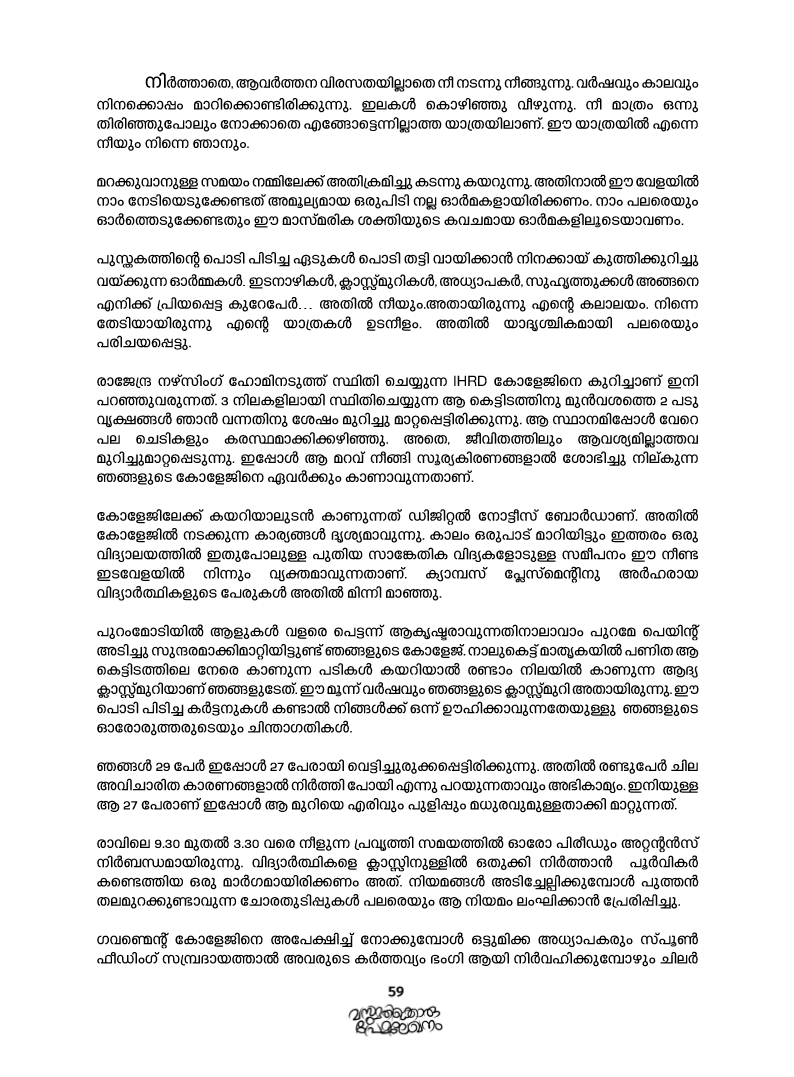 നിർത്താതെ, ആവർത്തന വിരസതയില്ലാതെ നീ നടന്നു നീങ്ങുന്നു. വർഷവും കാലവും
നിനക്കൊപ്പം മാറിക്കൊണ്ടിരിക്കുന്നു. ഇലകൾ കൊഴിഞ്ഞു വീഴുന്നു. നീ മാത്രം ഒന്നു
തിരിഞ്ഞുപോലും നോക്കാതെ എങ്ങോട്ടെന്നില്ലാത്ത യാത്രയിലാണ്. ഈ യാത്രയിൽ എന്നെ
നീയും നിന്നെ ഞാനും.
മറക്കുവാനുള്ള സമയം നമ്മിലേക്ക് അതിക്രമിച്ചു കടന്നു കയറുന്നു. അതിനാൽ ഈ വേളയിൽ
നാം നേടിയെടുക്കേണ്ടത് അമൂല്യമായ ഒരുപിടി നല്ല ഓർമകളായിരിക്കണം. നാം പലരെയും
ഓർത്തെടുക്കേണ്ടതും ഈ മാസ്മരിക ശക്തിയുടെ കവചമായ ഓർമകളിലൂടെയാവണം.
പുസ്തകത്തിന്റെ പൊടി പിടിച്ച ഏടുകൾ പൊടി തട്ടി വായിക്കാൻ നിനക്കായ് കുത്തിക്കുറിച്ചു
വയ്ക്കുന്ന ഓർമ്മകൾ. ഇടനാഴികൾ, ക്ലാസ്സ്മുറികൾ, അധ്യാപകർ, സുഹൃത്തുക്കൾ അങ്ങനെ
എനിക്ക് പ്രിയപ്പെട്ട കുറേപേർ... അതിൽ നീയും.അതായിരുന്നു എന്റെ കലാലയം. നിന്നെ
തേടിയായിരുന്നു എന്റെ യാത്രകൾ ഉടനീളം. അതിൽ യാദൃശ്ചികമായി പലരെയും
പരിചയപ്പെട്ടു.
രാജേന്ദ്ര നഴ്സിംഗ് ഹോമിനടുത്ത് സ്ഥിതി ചെയ്യുന്ന IHRD കോളേജിനെ കുറിച്ചാണ് ഇനി
പറഞ്ഞുവരുന്നത്. 3 നിലകളിലായി സ്ഥിതിചെയ്യുന്ന ആ കെട്ടിടത്തിനു മുൻവശത്തെ 2 പടു
വൃക്ഷങ്ങൾ ഞാൻ വന്നതിനു ശേഷം മുറിച്ചു മാറ്റപ്പെട്ടിരിക്കുന്നു. ആ സ്ഥാനമിപ്പോൾ വേറെ
പല ചെടികളും കരസ്ഥമാക്കിക്കഴിഞ്ഞു. അതെ, ജീവിതത്തിലും ആവശ്യമില്ലാത്തവ
മുറിച്ചുമാറ്റപ്പെടുന്നു. ഇപ്പോൾ ആ മറവ് നീങ്ങി സൂര്യകിരണങ്ങളാൽ ശോഭിച്ചു നില്കുന്ന
ഞങ്ങളുടെ കോളേജിനെ ഏവർക്കും കാണാവുന്നതാണ്.
കോളേജിലേക്ക് കയറിയാലുടൻ കാണുന്നത് ഡിജിറ്റൽ നോട്ടീസ് ബോർഡാണ്. അതിൽ
കോളേജിൽ നടക്കുന്ന കാര്യങ്ങൾ ദൃശ്യമാവുന്നു. കാലം ഒരുപാട് മാറിയിട്ടും ഇത്തരം ഒരു
വിദ്യാലയത്തിൽ ഇതുപോലുള്ള പുതിയ സാങ്കേതിക വിദ്യകളോടുള്ള സമീപനം ഈ നീണ്ട
ഇടവേളയിൽ നിന്നും വ്യക്തമാവുന്നതാണ്. ക്യാമ്പസ് പ്ലേസ്മെന്റിനു അർഹരായ
വിദ്യാർത്ഥികളുടെ പേരുകൾ അതിൽ മിന്നി മാഞ്ഞു.
പുറംമോടിയിൽ ആളുകൾ വളരെ പെട്ടന്ന് ആകൃഷ്ടരാവുന്നതിനാലാവാം പുറമേ പെയിന്റ്
അടിച്ചു സുന്ദരമാക്കിമാറ്റിയിട്ടുണ്ട് ഞങ്ങളുടെ കോളേജ്. നാലുകെട്ട് മാതൃകയിൽ പണിത ആ
കെട്ടിടത്തിലെ നേരെ കാണുന്ന പടികൾ കയറിയാൽ രണ്ടാം നിലയിൽ കാണുന്ന ആദ്യ
ക്ലാസ്സ്മുറിയാണ് ഞങ്ങളുടേത്. ഈ മൂന്ന് വർഷവും ഞങ്ങളുടെ ക്ലാസ്സ്മുറി അതായിരുന്നു. ഈ
പൊടി പിടിച്ച കർട്ടനുകൾ കണ്ടാൽ നിങ്ങൾക്ക് ഒന്ന് ഊഹിക്കാവുന്നതേയുള്ളു ഞങ്ങളുടെ
ഓരോരുത്തരുടെയും ചിന്താഗതികൾ.
ഞങ്ങൾ 29 പേർ ഇപ്പോൾ 27 പേരായി വെട്ടിച്ചുരുക്കപ്പെട്ടിരിക്കുന്നു. അതിൽ രണ്ടുപേർ ചില
അവിചാരിത കാരണങ്ങളാൽ നിർത്തി പോയി എന്നു പറയുന്നതാവും അഭികാമ്യം. ഇനിയുള്ള
ആ 27 പേരാണ് ഇപ്പോൾ ആ മുറിയെ എരിവും പുളിപ്പും മധുരവുമുള്ളതാക്കി മാറ്റുന്നത്.
രാവിലെ 9.30 മുതൽ 3.30 വരെ നീളുന്ന പ്രവൃത്തി സമയത്തിൽ ഓരോ പിരീഡും അറ്റന്റൻസ്
നിർബന്ധമായിരുന്നു. വിദ്യാർത്ഥികളെ ക്ലാസ്സിനുള്ളിൽ ഒതുക്കി നിർത്താൻ പൂർവികർ
കണ്ടെത്തിയ ഒരു മാർഗമായിരിക്കണം അത്. നിയമങ്ങൾ അടിച്ചേല്പിക്കുമ്പോൾ പുത്തൻ
തലമുറക്കുണ്ടാവുന്ന ചോരതുടിപ്പുകൾ പലരെയും ആ നിയമം ലംഘിക്കാൻ പ്രേരിപ്പിച്ചു.
ഗവണ്മെന്റ് കോളേജിനെ അപേക്ഷിച്ച് നോക്കുമ്പോൾ ഒട്ടുമിക്ക അധ്യാപകരും സ്പൂൺ
ഫീഡിംഗ് സമ്പ്രദായത്താൽ അവരുടെ കർത്തവ്യം ഭംഗി ആയി നിർവഹിക്കുമ്പോഴും ചിലർ
59